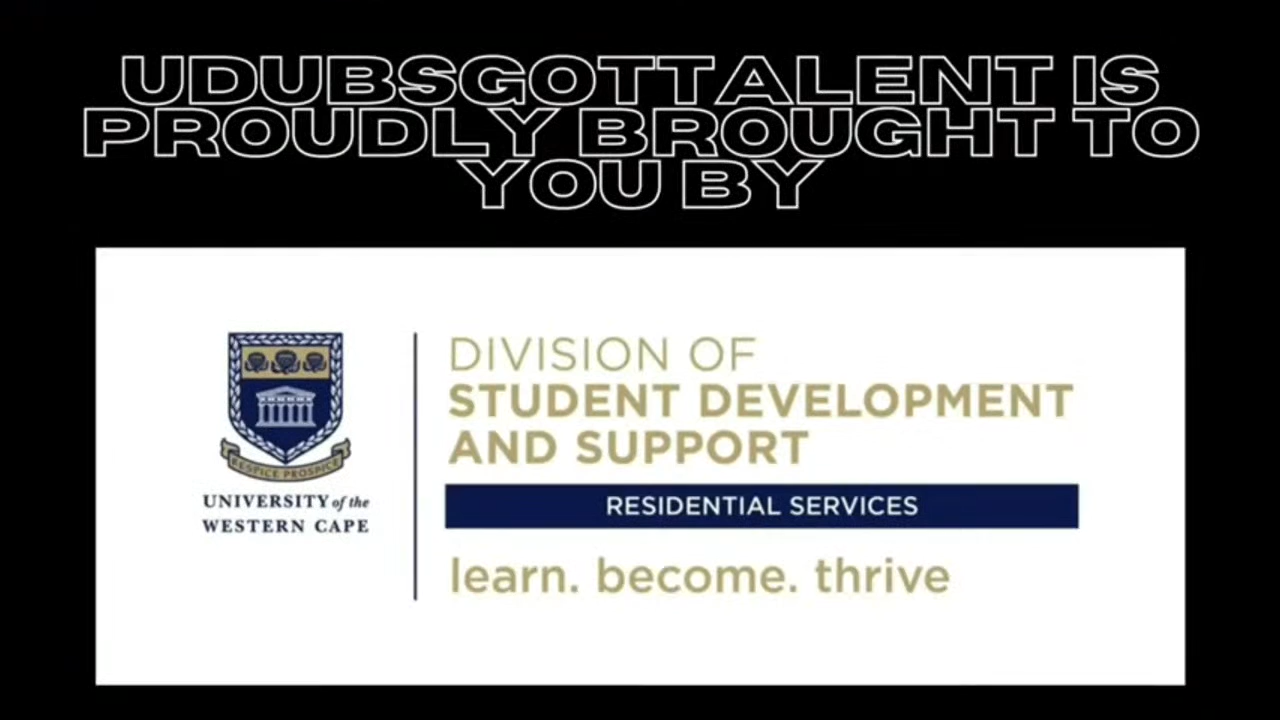 UDUBSGOTTALENT IS
PROUDLY BROUGHT TO
YOU BY
DIVISION OF
STUDENT DEVELOPMENT
AND SUPPORT
RESIDENTIAL SERVICES
learn. become. thrive
RESPICE PROSPICE
UNIVERSITY of the
WESTERN CAPE